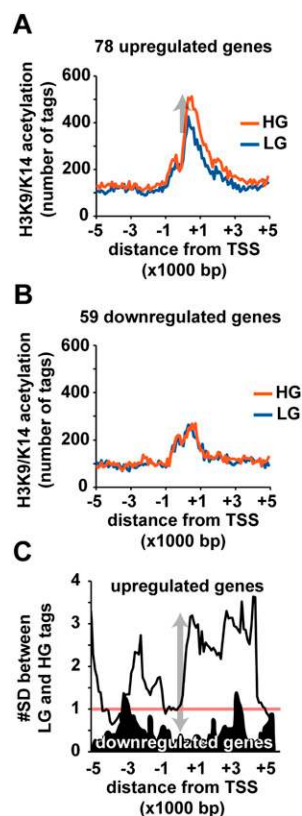 A
78 upregulated genes
H3K9/K14 acetylation
(number of tags)
600
400
200
0
HG
LG
-5 -3 -1 +1 +3 +5
distance from TSS
(x1000 bp)
B
59 downregulated genes
H3K9/K14 acetylation
(number of tags)
600
400
200
0
HG
LG
-5 -3 -1 +1 +3 +5
distance from TSS
(x1000 bp)
C
#SD between
LG and HG tags
4
3
2
1
0
upregulated genes
downregulated genes
-5 -3 -1 +1 +3 +5
distance from TSS
(x1000 bp)